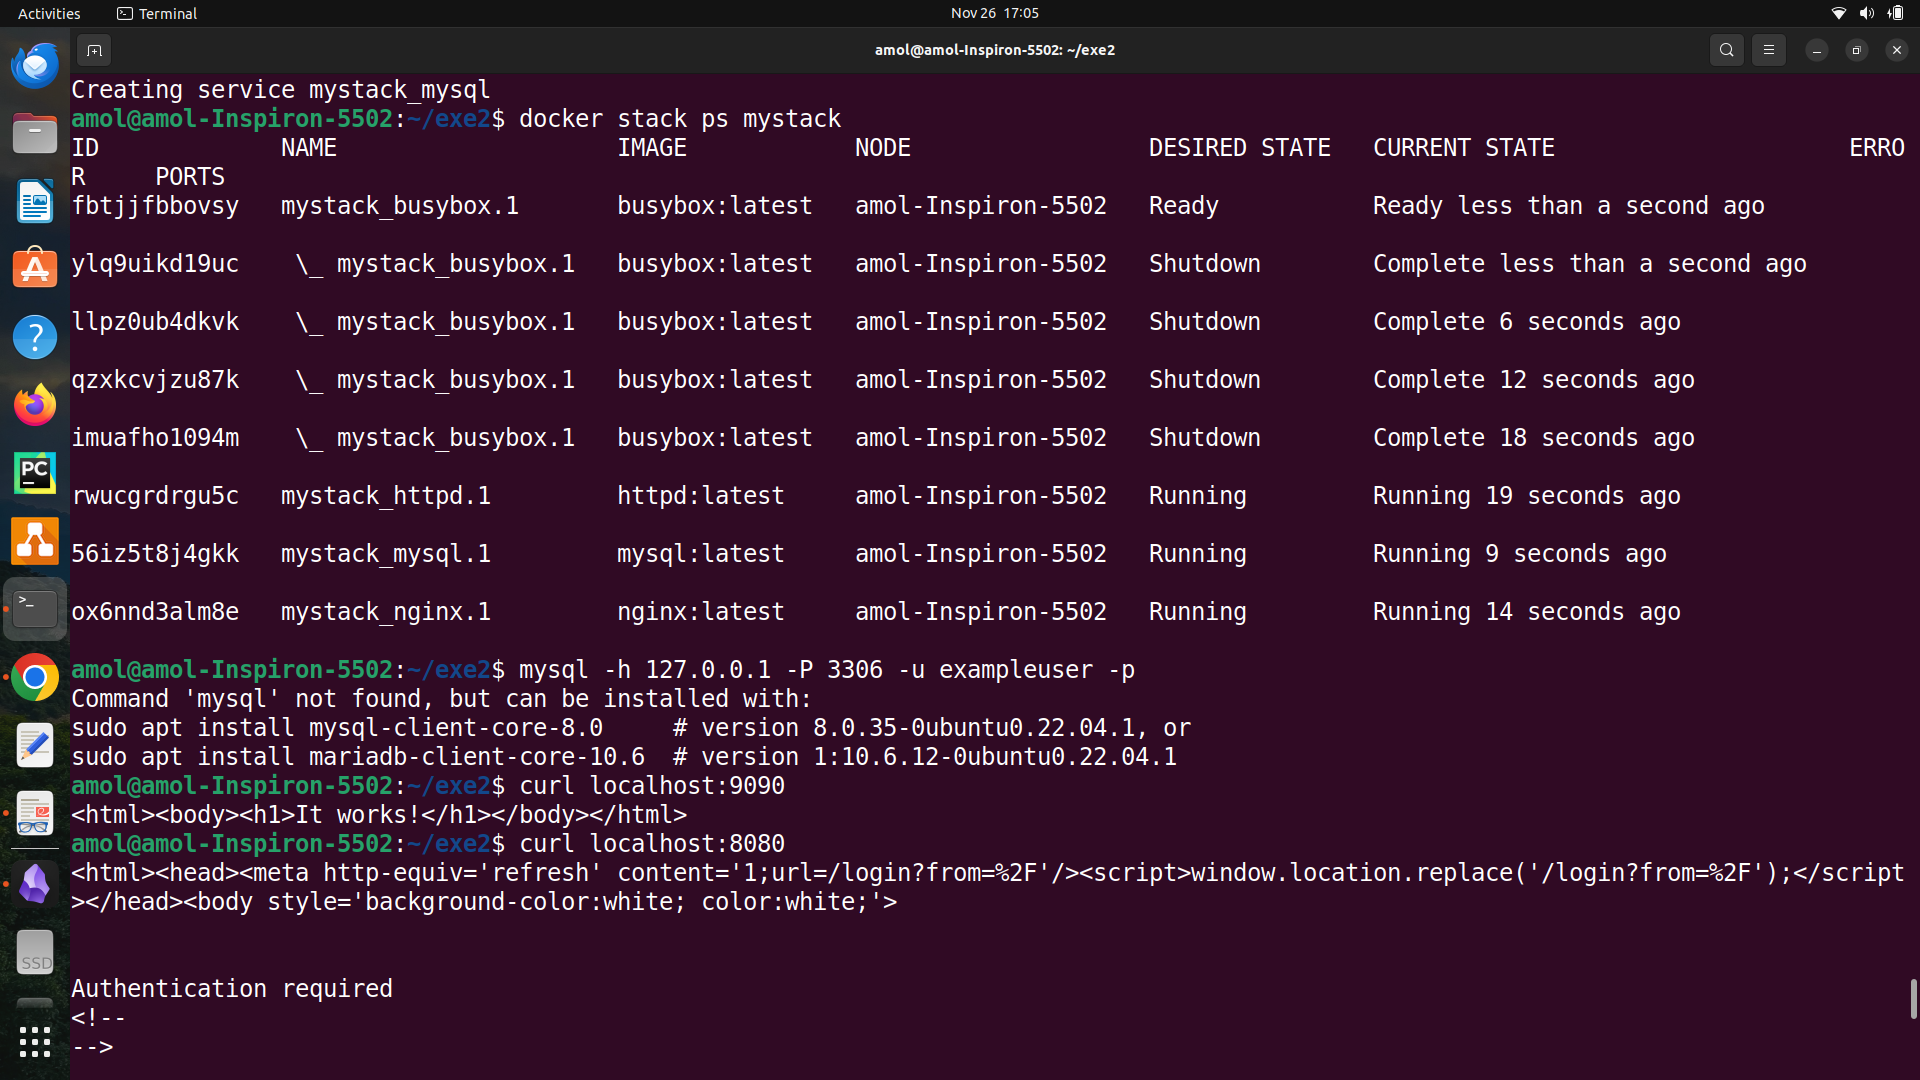 Activities Terminal Nov 26 17:05
amol@amol-Inspiron-5502: ~/exe2
Creating service mystack_mysql
amol@amol-Inspiron-5502:~/exe2$ docker stack ps mystack
ID             NAME                    IMAGE            NODE                 DESIRED STATE   CURRENT STATE                     ERRO
R     PORTS
fbtjjfbbovsy   mystack_busybox.1       busybox:latest   amol-Inspiron-5502   Ready           Ready less than a second ago
ylq9uikd19uc    \_ mystack_busybox.1   busybox:latest   amol-Inspiron-5502   Shutdown        Complete less than a second ago
llpz0ub4dkvk    \_ mystack_busybox.1   busybox:latest   amol-Inspiron-5502   Shutdown        Complete 6 seconds ago
qzxkcvjzu87k    \_ mystack_busybox.1   busybox:latest   amol-Inspiron-5502   Shutdown        Complete 12 seconds ago
imuafho1094m    \_ mystack_busybox.1   busybox:latest   amol-Inspiron-5502   Shutdown        Complete 18 seconds ago
rwucgrdrgu5c   mystack_httpd.1         httpd:latest     amol-Inspiron-5502   Running         Running 19 seconds ago
56iz5t8j4gkk   mystack_mysql.1         mysql:latest     amol-Inspiron-5502   Running         Running 9 seconds ago
ox6nnd3alm8e   mystack_nginx.1         nginx:latest     amol-Inspiron-5502   Running         Running 14 seconds ago
amol@amol-Inspiron-5502:~/exe2$ mysql -h 127.0.0.1 -P 3306 -u exampleuser -p
Command 'mysql' not found, but can be installed with:
sudo apt install mysql-client-core-8.0     # version 8.0.35-0ubuntu0.22.04.1, or
sudo apt install mariadb-client-core-10.6  # version 1:10.6.12-0ubuntu0.22.04.1
amol@amol-Inspiron-5502:~/exe2$ curl localhost:9090
<html><body><h1>It works!</h1></body></html>
amol@amol-Inspiron-5502:~/exe2$ curl localhost:8080
<html><head><meta http-equiv='refresh' content='1;url=/login?from=%2F'/><script>window.location.replace('/login?from=%2F');</script
></head><body style='background-color:white; color:white;'>
Authentication required
<!--
-->
PC
>_
SSD